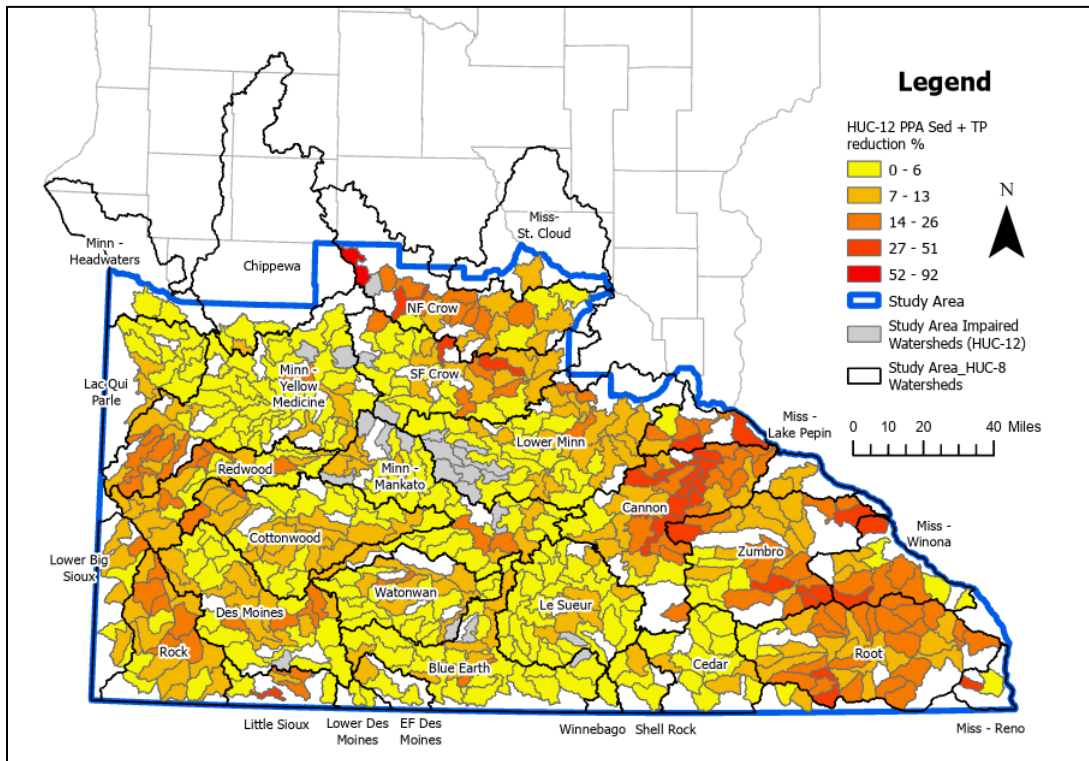 Legend
HUC-12 PPA Sed + TP
reduction %
0 - 6
7 - 13
14 - 26
27 - 51
52 - 92
Study Area
Study Area Impaired
Watersheds (HUC-12)
Study Area_HUC-8
Watersheds
N
0 10 20 40 Miles
Miss-
St. Cloud
Minn -
Headwaters
Chippewa
NF Crow
SF Crow
Minn -
Yellow
Medicine
Lac Qui
Parle
Miss -
Lake Pepin
Lower Minn
Redwood
Minn -
Mankato
Cannon
Miss -
Winona
Cottonwood
Zumbro
Lower Big
Sioux
Watonwan
Le Sueur
Des Moines
Rock
Root
Cedar
Blue Earth
Little Sioux
Lower Des
Moines
EF Des
Moines
Winnebago
Shell Rock
Miss - Reno